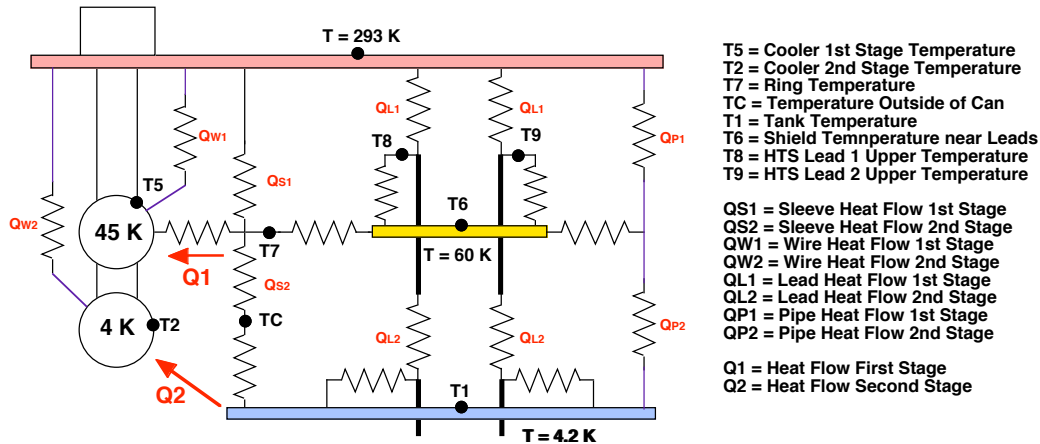 T = 293 K
QL1
QL1
QW1
T8
T9
QP1
T5
QS1
QW2
T6
45 K
T7
T = 60 K
Q1
QS2
4 K
T2
TC
QL2
QL2
QP2
Q2
T1
T = 4.2 K
T5 = Cooler 1st Stage Temperature
T2 = Cooler 2nd Stage Temperature
T7 = Ring Temperature
TC = Temperature Outside of Can
T1 = Tank Temperature
T6 = Shield Temnperature near Leads
T8 = HTS Lead 1 Upper Temperature
T9 = HTS Lead 2 Upper Temperature
QS1 = Sleeve Heat Flow 1st Stage
QS2 = Sleeve Heat Flow 2nd Stage
QW1 = Wire Heat Flow 1st Stage
QW2 = Wire Heat Flow 2nd Stage
QL1 = Lead Heat Flow 1st Stage
QL2 = Lead Heat Flow 2nd Stage
QP1 = Pipe Heat Flow 1st Stage
QP2 = Pipe Heat Flow 2nd Stage
Q1 = Heat Flow First Stage
Q2 = Heat Flow Second Stage